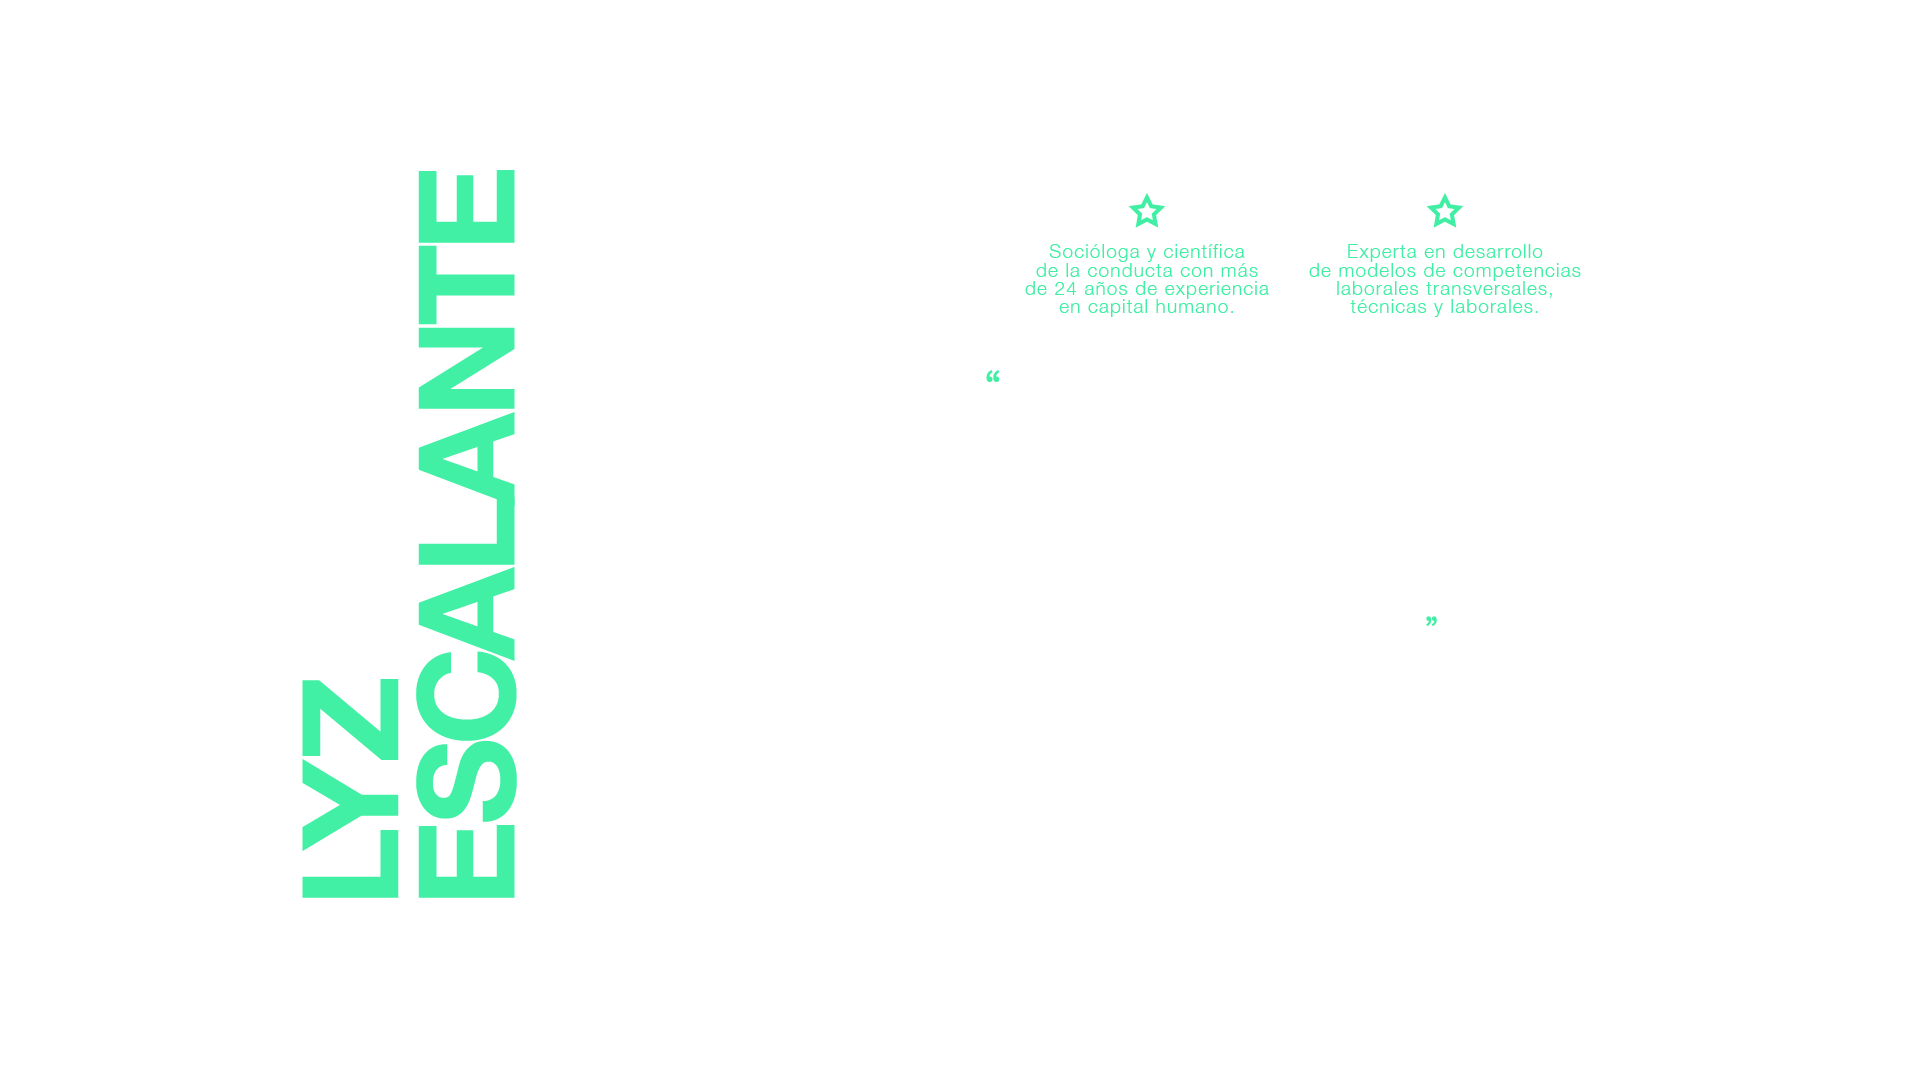 LYZ
ESCALANTE
Socióloga y científica
de la conducta con más
de 24 años de experiencia
en capital humano.
Experta en desarrollo
de modelos de competencias
laborales transversales,
técnicas y laborales.
“
”